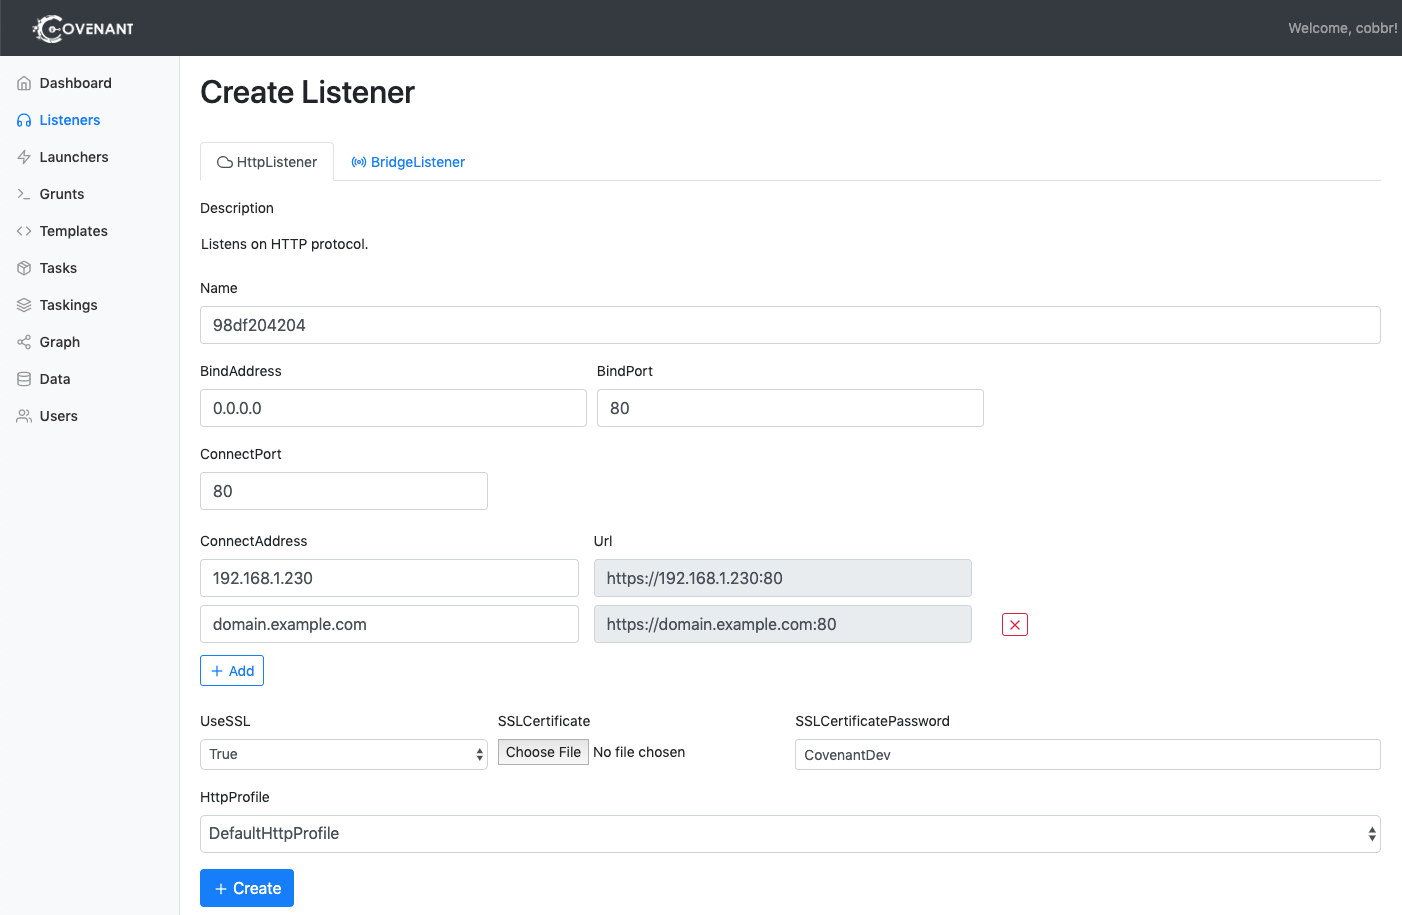 COVENANT
Welcome, cobbr!
Dashboard
Listeners
Launchers
Grunts
Templates
Tasks
Taskings
Graph
Data
Users
Create Listener
HttpListener BridgeListener
Description
Listens on HTTP protocol.
Name
98df204204
BindAddress BindPort
0.0.0.0 80
ConnectPort
80
ConnectAddress Url
192.168.1.230 https://192.168.1.230:80
domain.example.com https://domain.example.com:80
+ Add
UseSSL SSLCertificate SSLCertificatePassword
True Choose File No file chosen CovenantDev
HttpProfile
DefaultHttpProfile
+ Create